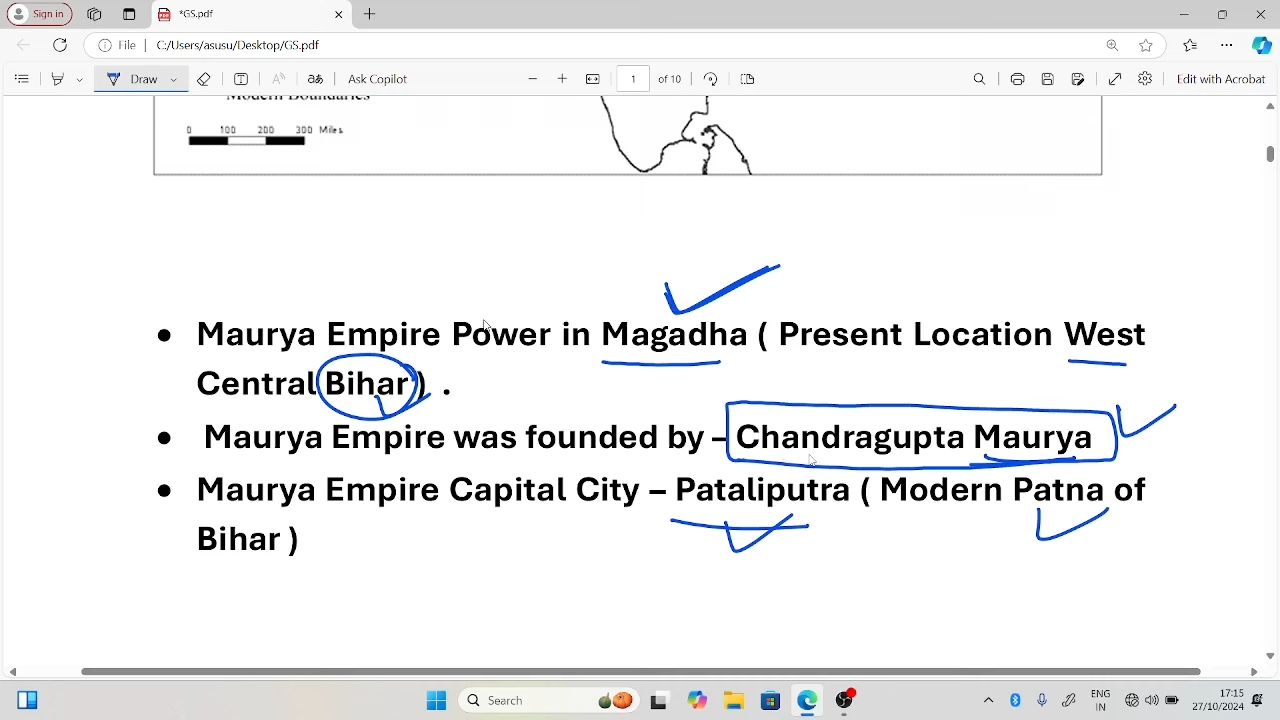 Sign in
*GS.pdf
File C:/Users/asusu/Desktop/GS.pdf
Draw Ask Copilot 1 of 10 Edit with Acrobat
Modern Boundaries
0 100 200 300 Miles
• Maurya Empire Power in Magadha ( Present Location West
Central Bihar ) .
• Maurya Empire was founded by – Chandragupta Maurya
• Maurya Empire Capital City – Pataliputra ( Modern Patna of
Bihar )
Search
ENG
IN
17:15